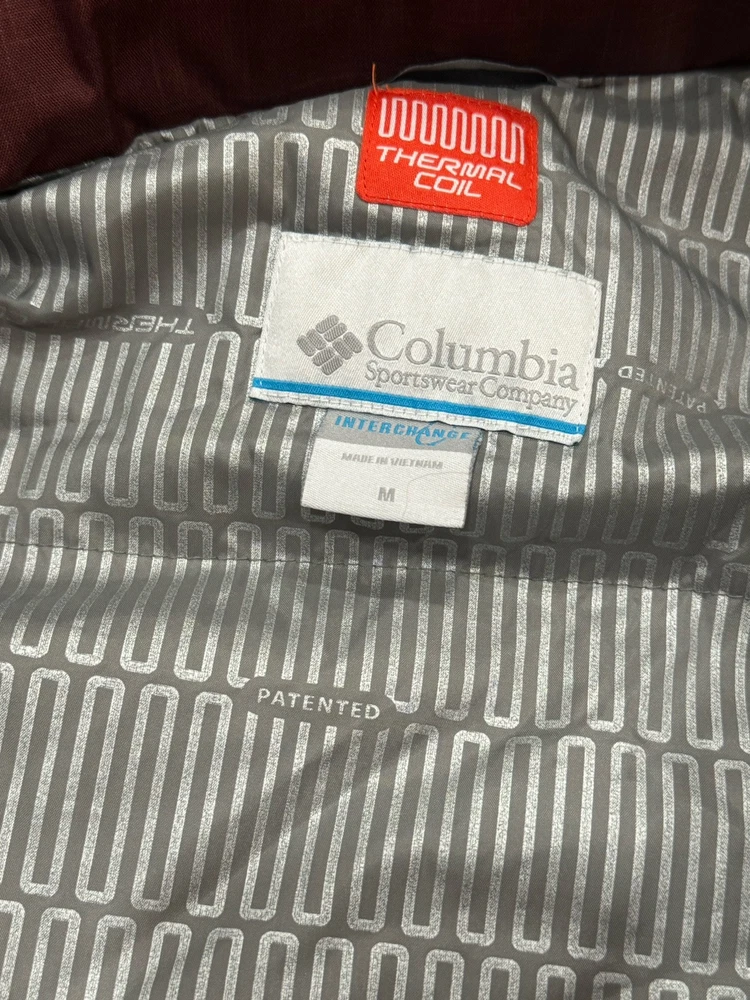 THERMAL
COIL
Columbia
Sportswear Company
INTERCHANGE
MADE IN VIETNAM
M
PATENTED
PATENTED